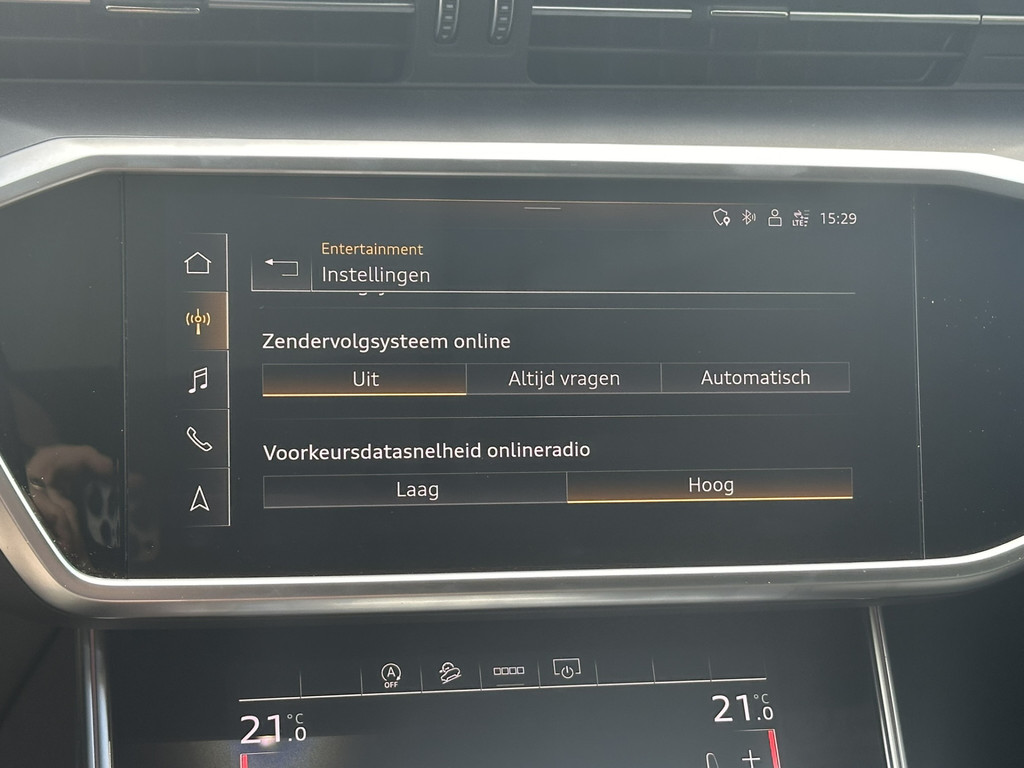 LTE 15:29
Entertainment
Instellingen
Zendervolgsysteem online
Uit Altijd vragen Automatisch
Voorkeursdatasnelheid onlineradio
Laag Hoog
A
OFF
21.0 °C 21.0 °C
+